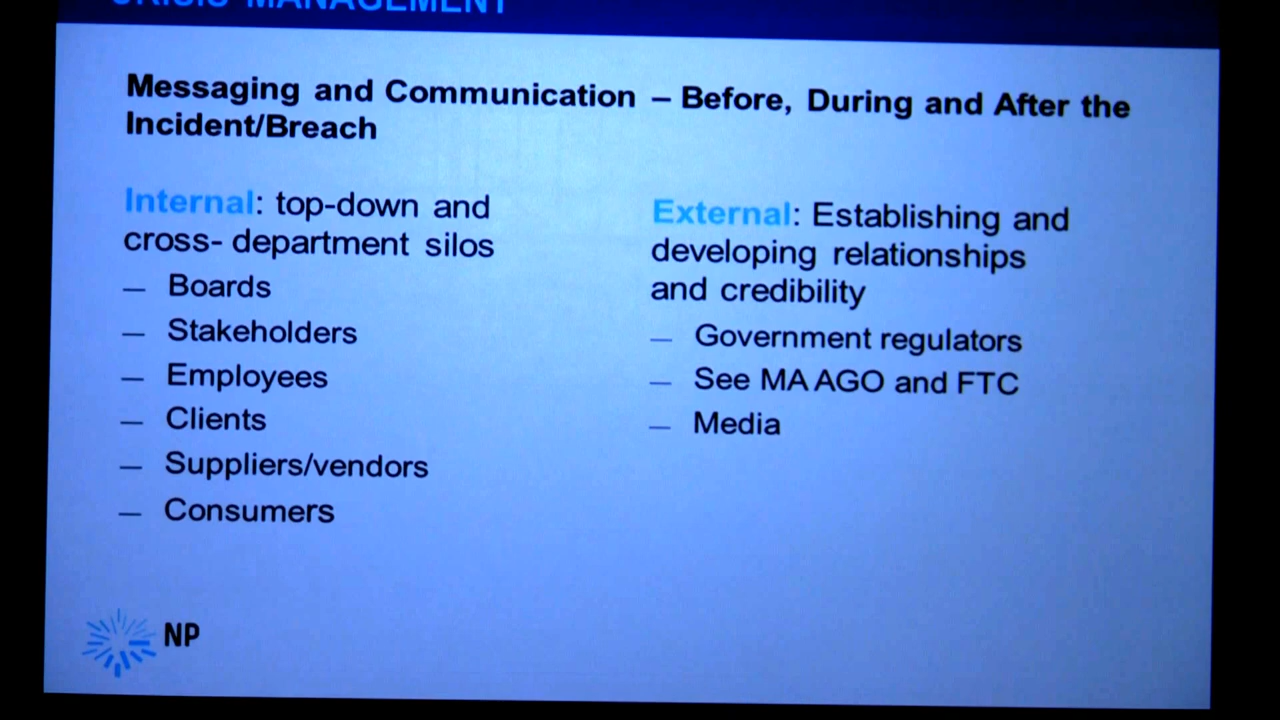 CRISIS MANAGEMENT
Messaging and Communication – Before, During and After the
Incident/Breach
Internal: top-down and
cross- department silos
— Boards
— Stakeholders
— Employees
— Clients
— Suppliers/vendors
— Consumers
External: Establishing and
developing relationships
and credibility
— Government regulators
— See MA AGO and FTC
— Media
NP